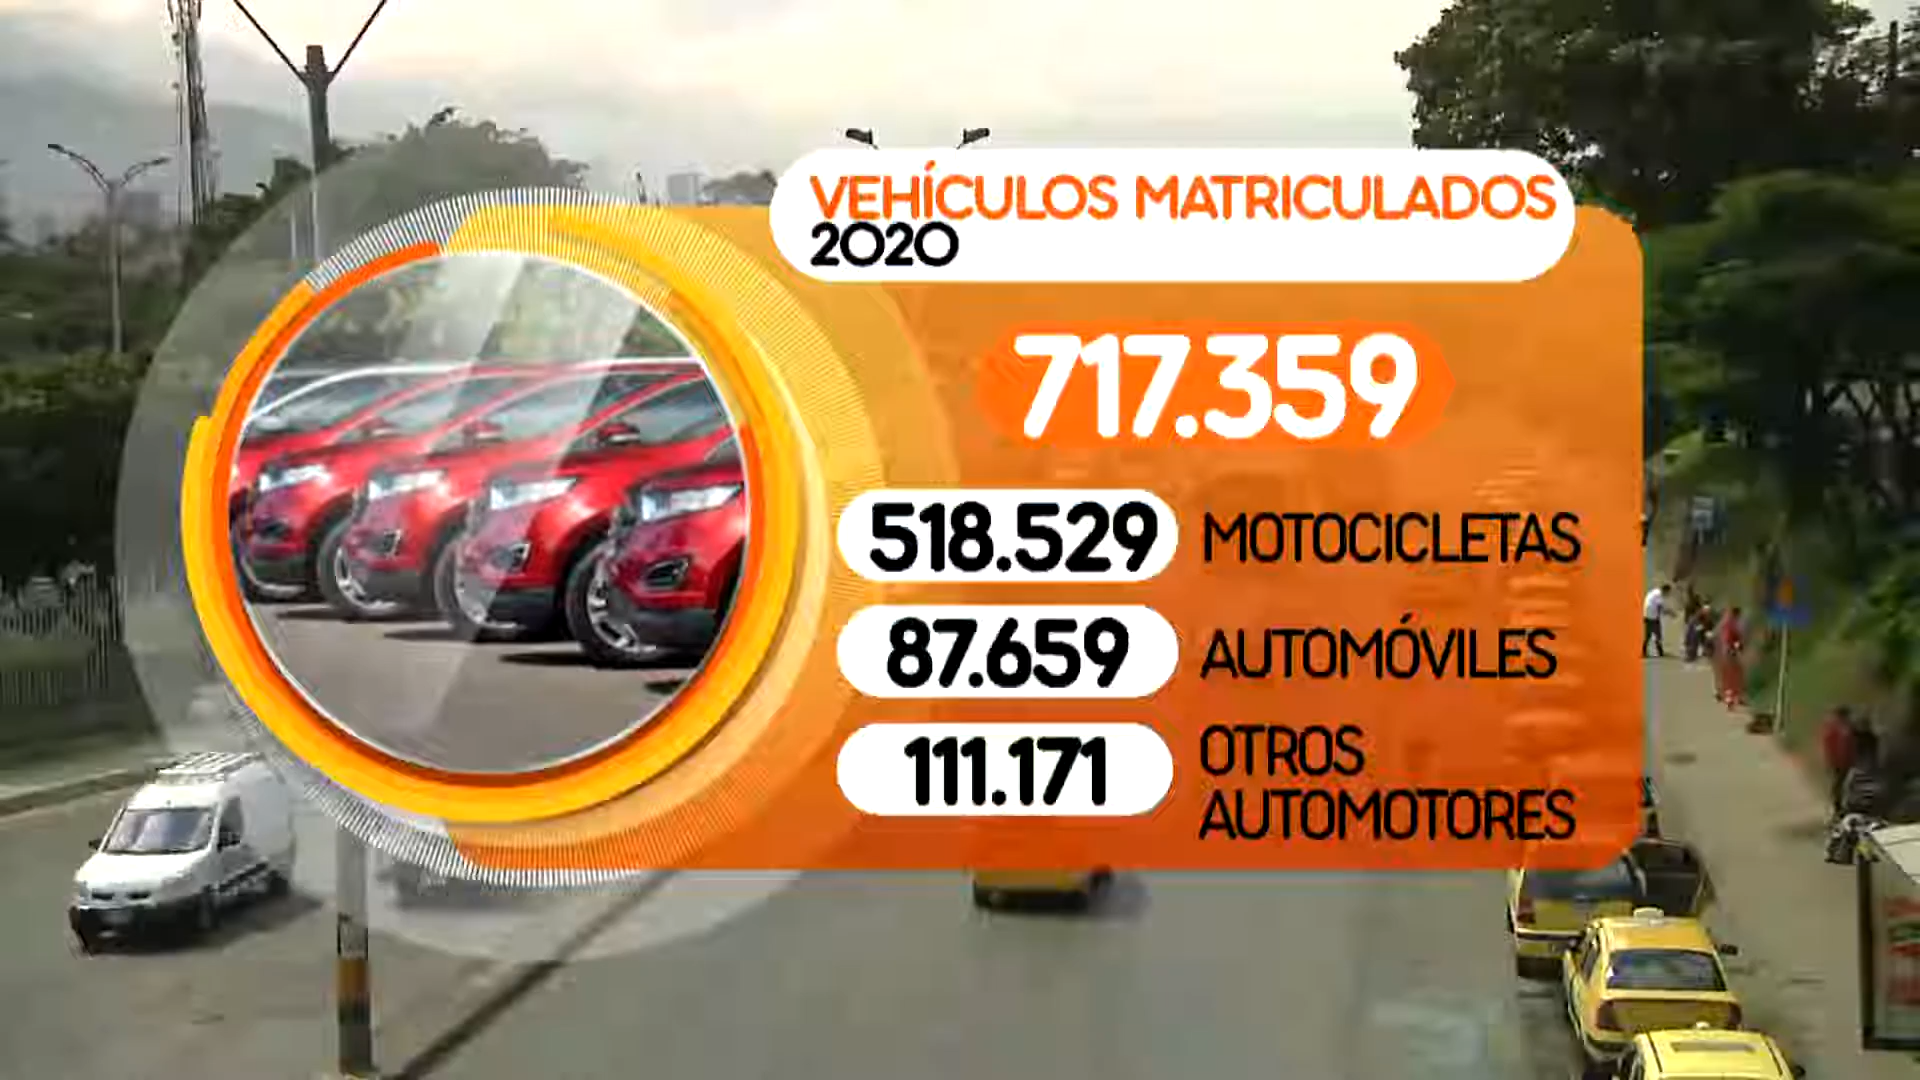 VEHÍCULOS MATRICULADOS
2020
717.359
518.529 MOTOCICLETAS
87.659 AUTOMÓVILES
111.171 OTROS
AUTOMOTORES